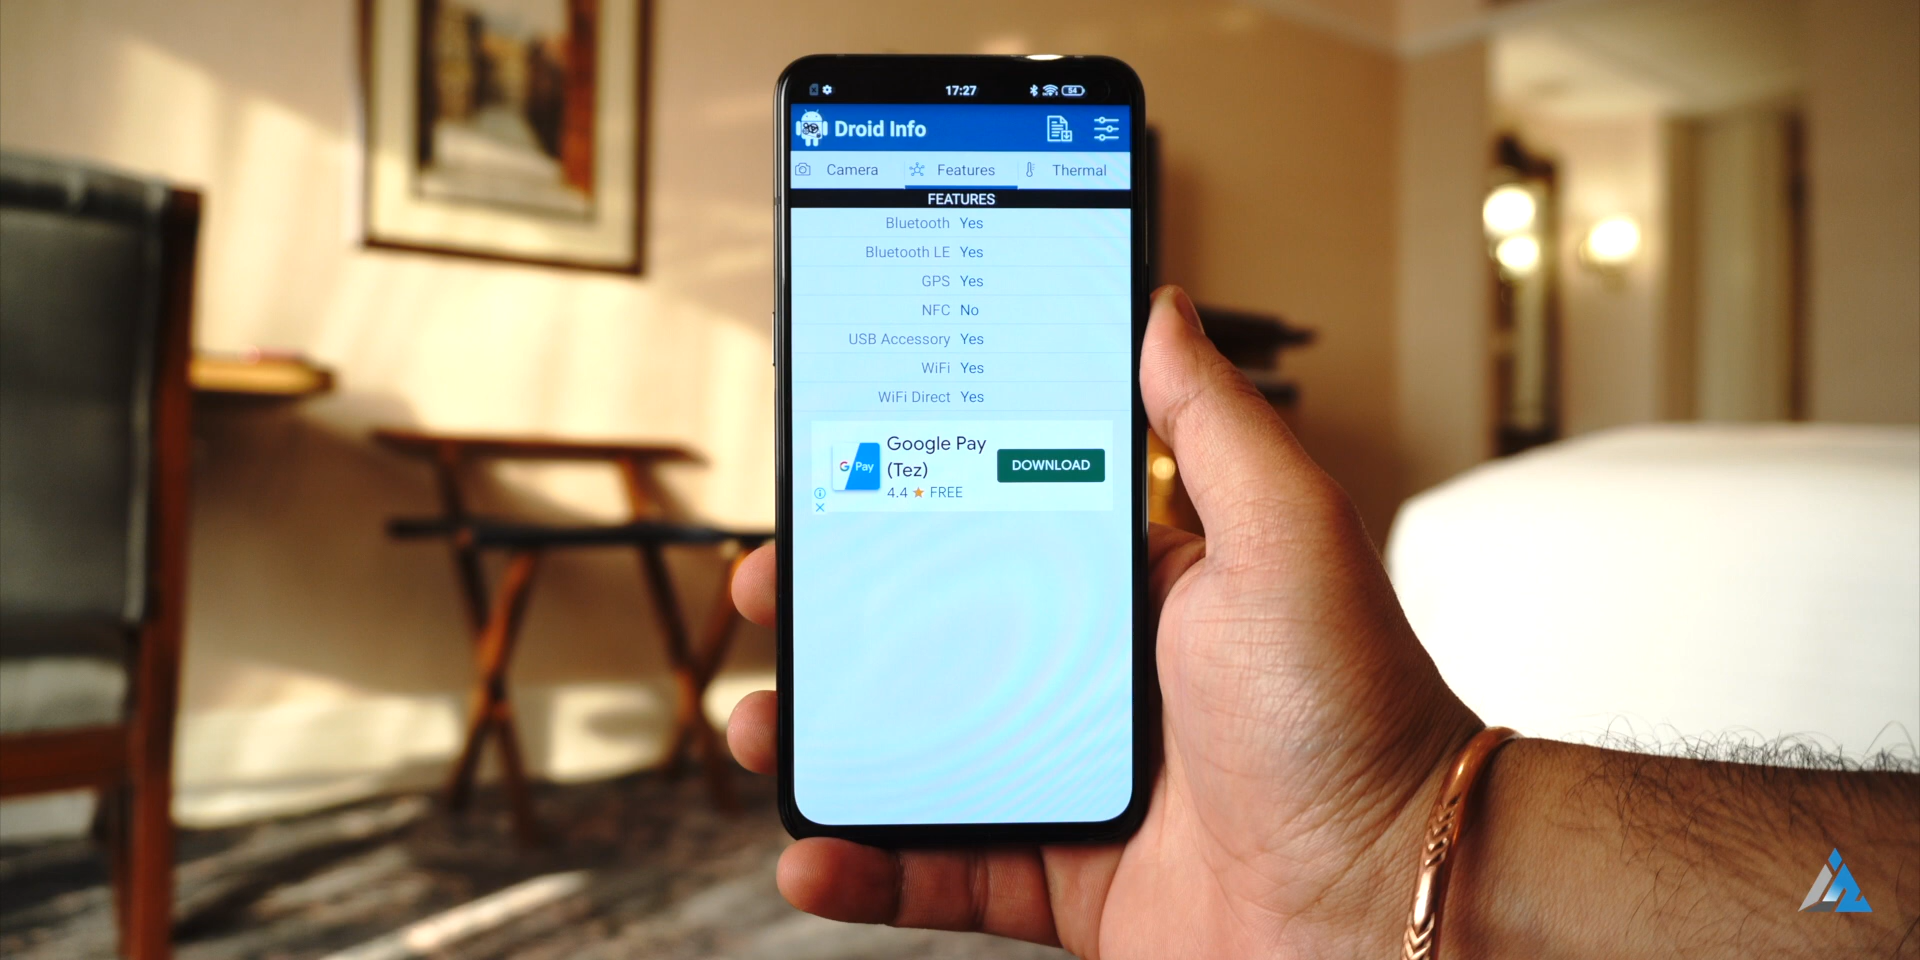 17:27
54
Droid Info
Camera Features Thermal
FEATURES
Bluetooth Yes
Bluetooth LE Yes
GPS Yes
NFC No
USB Accessory Yes
WiFi Yes
WiFi Direct Yes
Google Pay
(Tez)
G Pay
DOWNLOAD
4.4 ★ FREE